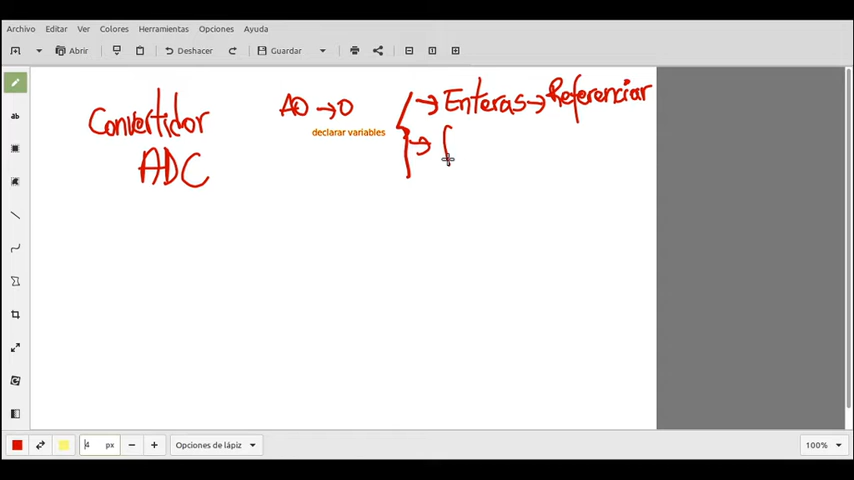 Archivo Editar Ver Colores Herramientas Opciones Ayuda
Abrir Deshacer Guardar
Convertidor
ADC
A0 → 0
declarar variables
→ Enteras → Referenciar
→
4 px Opciones de lápiz 100%